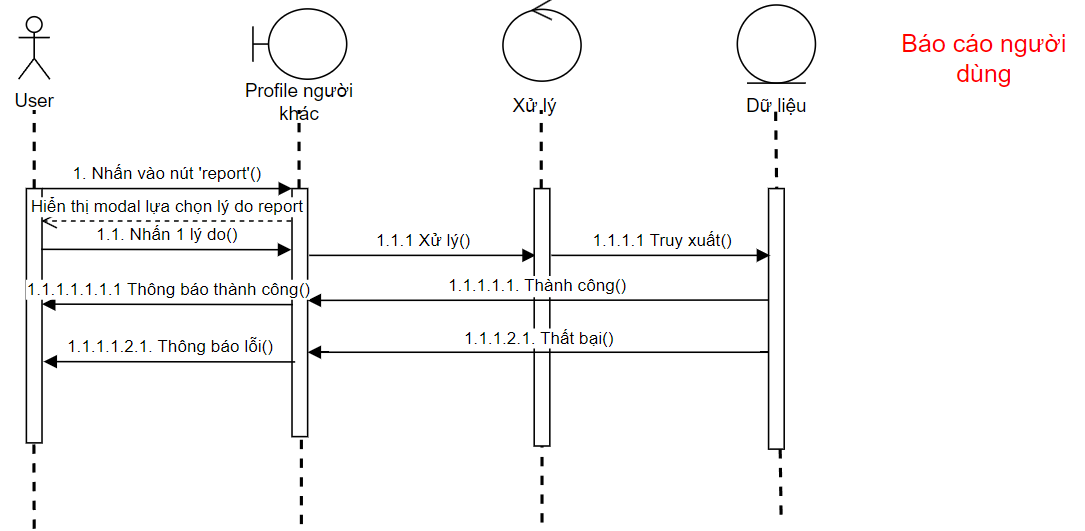 Báo cáo người
dùng
User
Profile người
khác
Xử lý
Dữ liệu
1. Nhấn vào nút 'report'()
Hiển thị modal lựa chọn lý do report
1.1. Nhấn 1 lý do()
1.1.1 Xử lý()
1.1.1.1 Truy xuất()
1.1.1.1.1.1.1 Thông báo thành công()
1.1.1.1.1. Thành công()
1.1.1.2.1. Thất bại()
1.1.1.1.2.1. Thông báo lỗi()